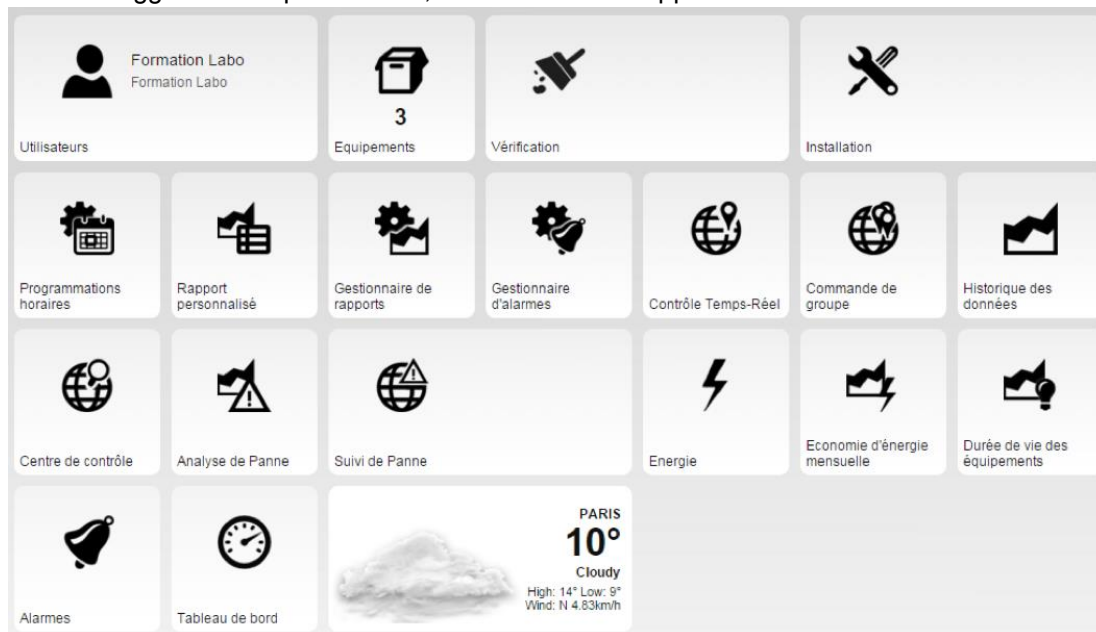 Formation Labo
Formation Labo
Utilisateurs
3
Equipements
Vérification
Installation
Programmations
horaires
Rapport
personnalisé
Gestionnaire de
rapports
Gestionnaire
d'alarmes
Contrôle Temps-Réel
Commande de
groupe
Historique des
données
Centre de contrôle
Analyse de Panne
Suivi de Panne
Energie
Economie d'énergie
mensuelle
Durée de vie des
équipements
Alarmes
Tableau de bord
PARIS
10°
Cloudy
High: 14° Low: 9°
Wind: N 4.83km/h